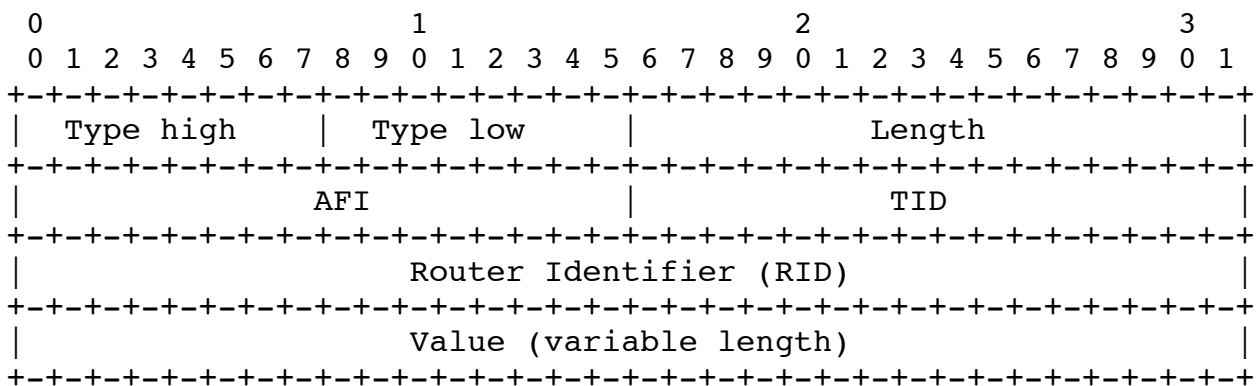 0                   1                   2                   3
 0 1 2 3 4 5 6 7 8 9 0 1 2 3 4 5 6 7 8 9 0 1 2 3 4 5 6 7 8 9 0 1
+-+-+-+-+-+-+-+-+-+-+-+-+-+-+-+-+-+-+-+-+-+-+-+-+-+-+-+-+-+-+-+-+
|  Type high    |  Type low     |            Length             |
+-+-+-+-+-+-+-+-+-+-+-+-+-+-+-+-+-+-+-+-+-+-+-+-+-+-+-+-+-+-+-+-+
|               AFI             |             TID               |
+-+-+-+-+-+-+-+-+-+-+-+-+-+-+-+-+-+-+-+-+-+-+-+-+-+-+-+-+-+-+-+-+
|                    Router Identifier (RID)                    |
+-+-+-+-+-+-+-+-+-+-+-+-+-+-+-+-+-+-+-+-+-+-+-+-+-+-+-+-+-+-+-+-+
|                    Value (variable length)                    |
+-+-+-+-+-+-+-+-+-+-+-+-+-+-+-+-+-+-+-+-+-+-+-+-+-+-+-+-+-+-+-+-+